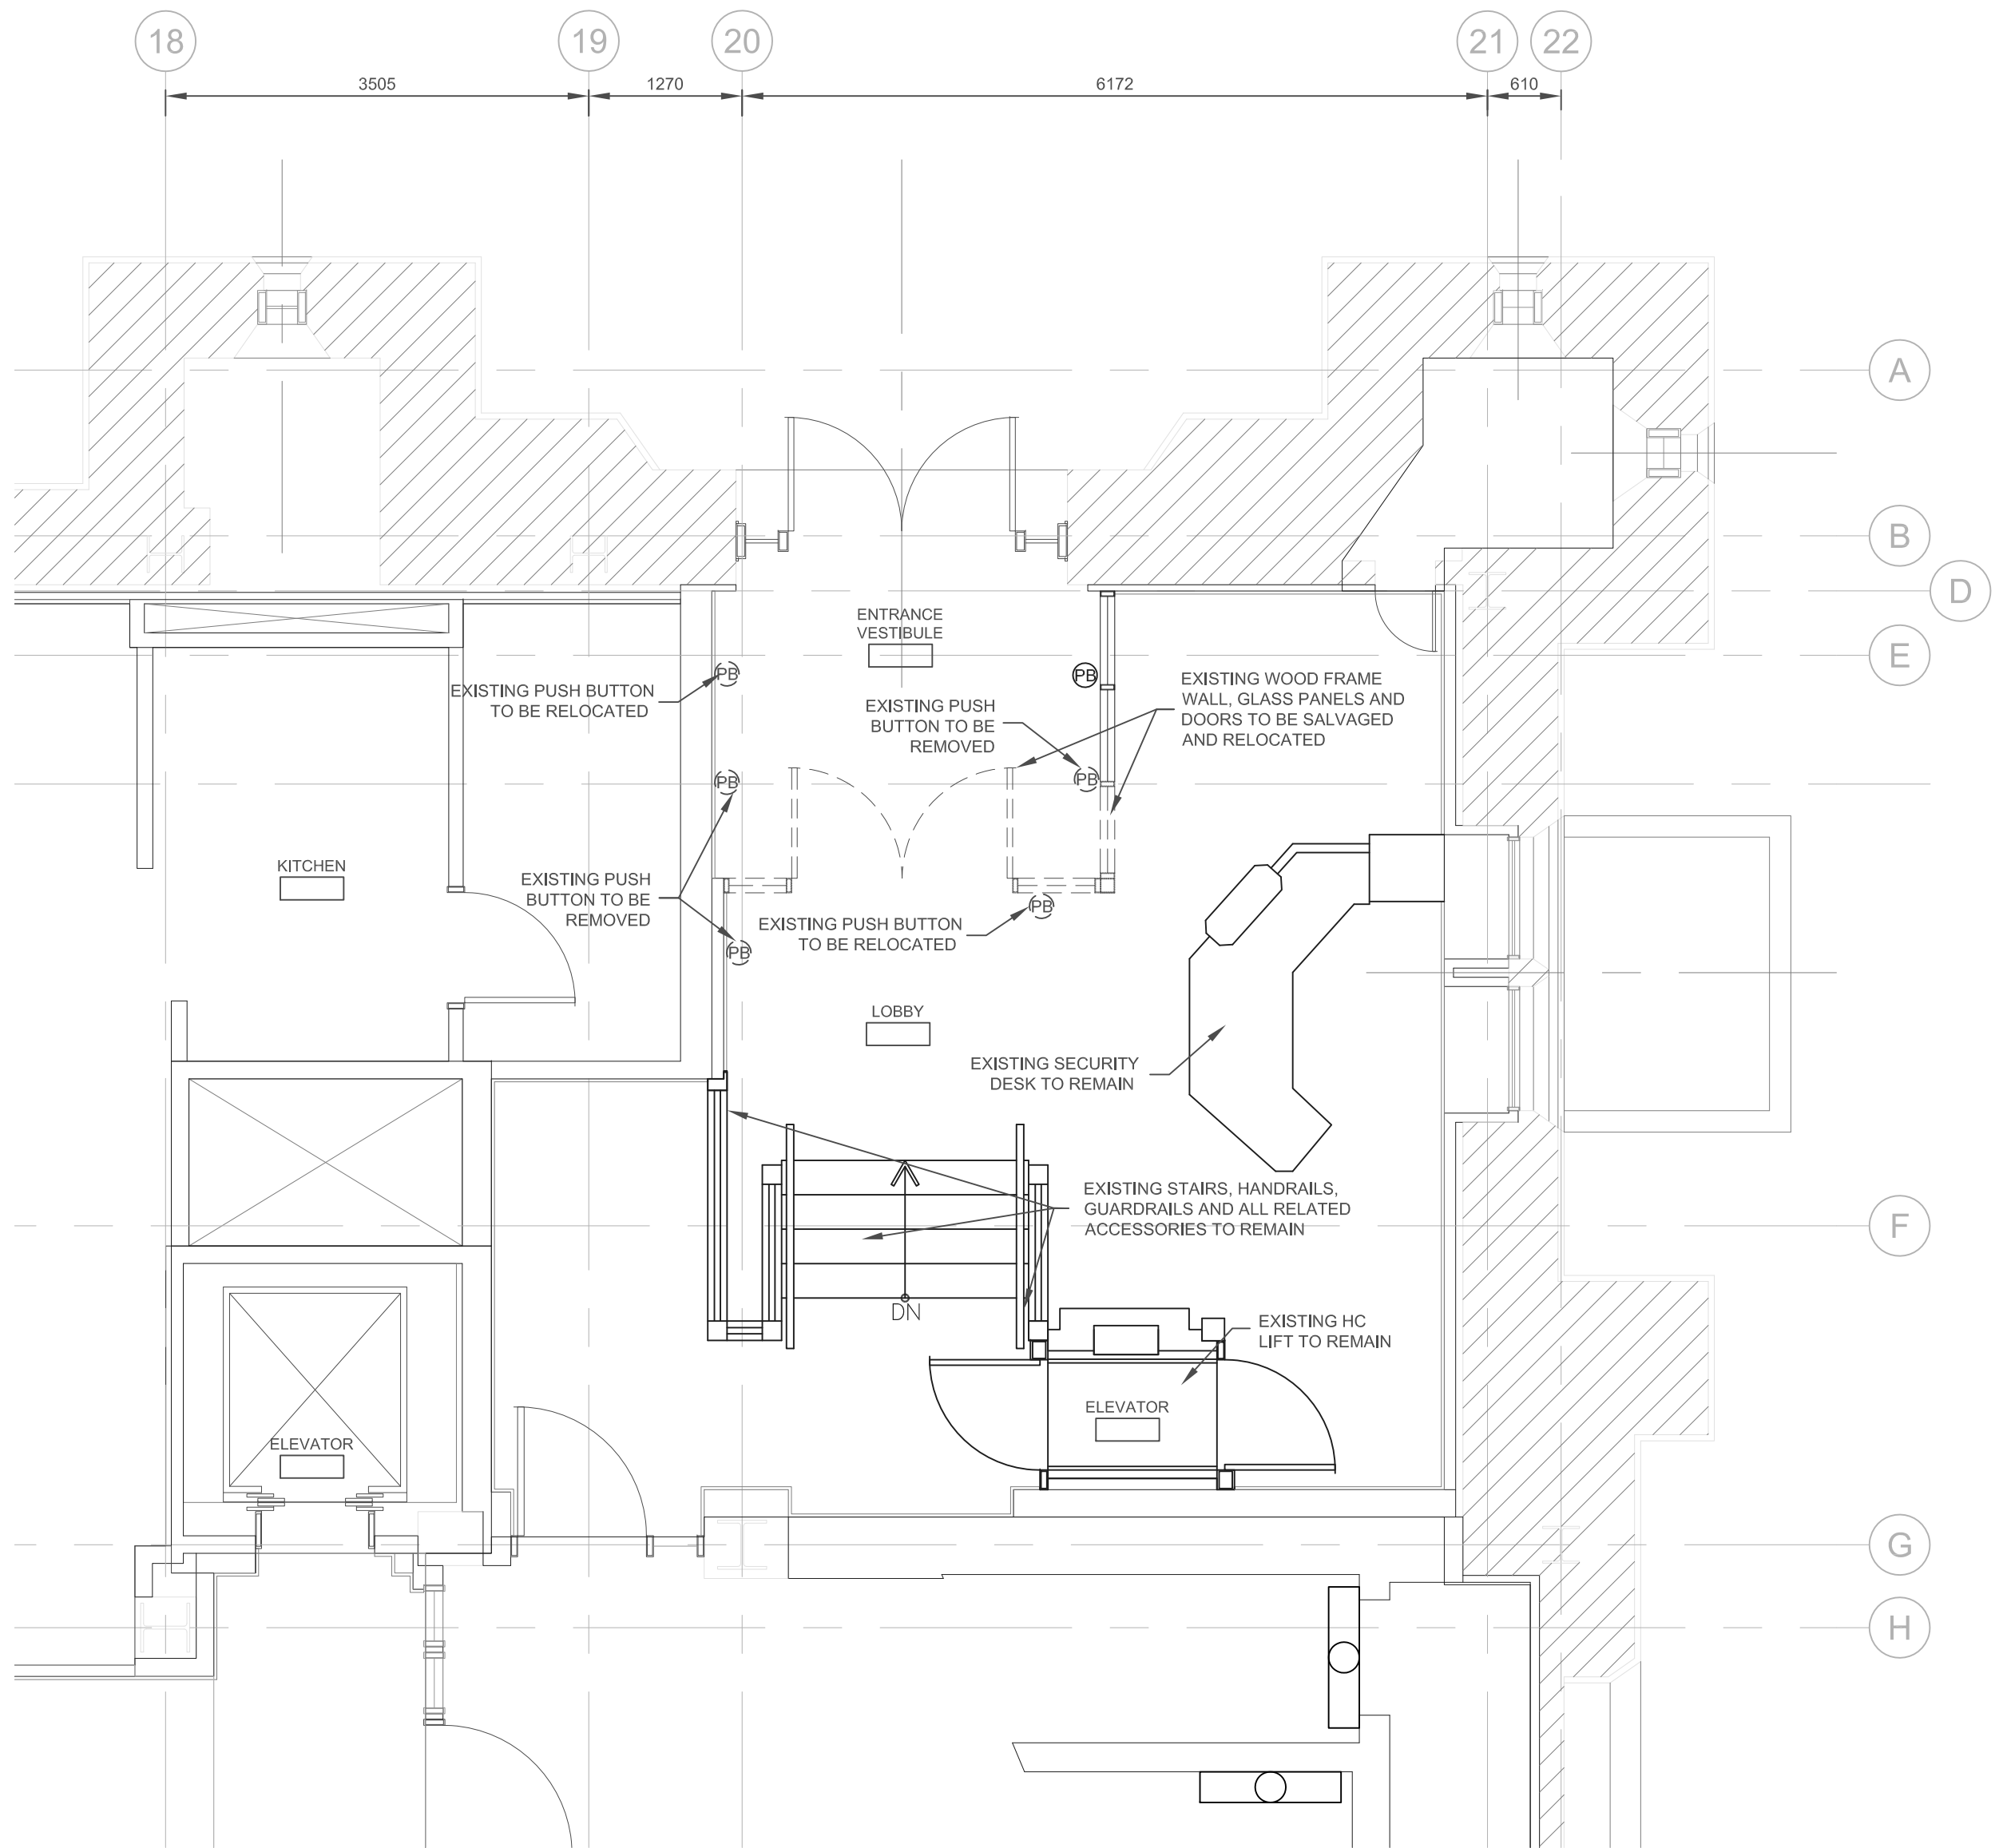 18
19
20
21
22
3505
1270
6172
610
A
B
D
E
F
G
H
ENTRANCE
VESTIBULE
PB
EXISTING PUSH BUTTON
TO BE RELOCATED
PB
EXISTING PUSH
BUTTON TO BE
REMOVED
EXISTING WOOD FRAME
WALL, GLASS PANELS AND
DOORS TO BE SALVAGED
AND RELOCATED
PB
PB
KITCHEN
EXISTING PUSH
BUTTON TO BE
REMOVED
PB
EXISTING PUSH BUTTON
TO BE RELOCATED
PB
LOBBY
EXISTING SECURITY
DESK TO REMAIN
EXISTING STAIRS, HANDRAILS,
GUARDRAILS AND ALL RELATED
ACCESSORIES TO REMAIN
DN
EXISTING HC
LIFT TO REMAIN
ELEVATOR
ELEVATOR